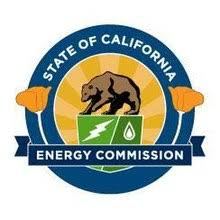 STATE OF CALIFORNIA
ENERGY COMMISSION